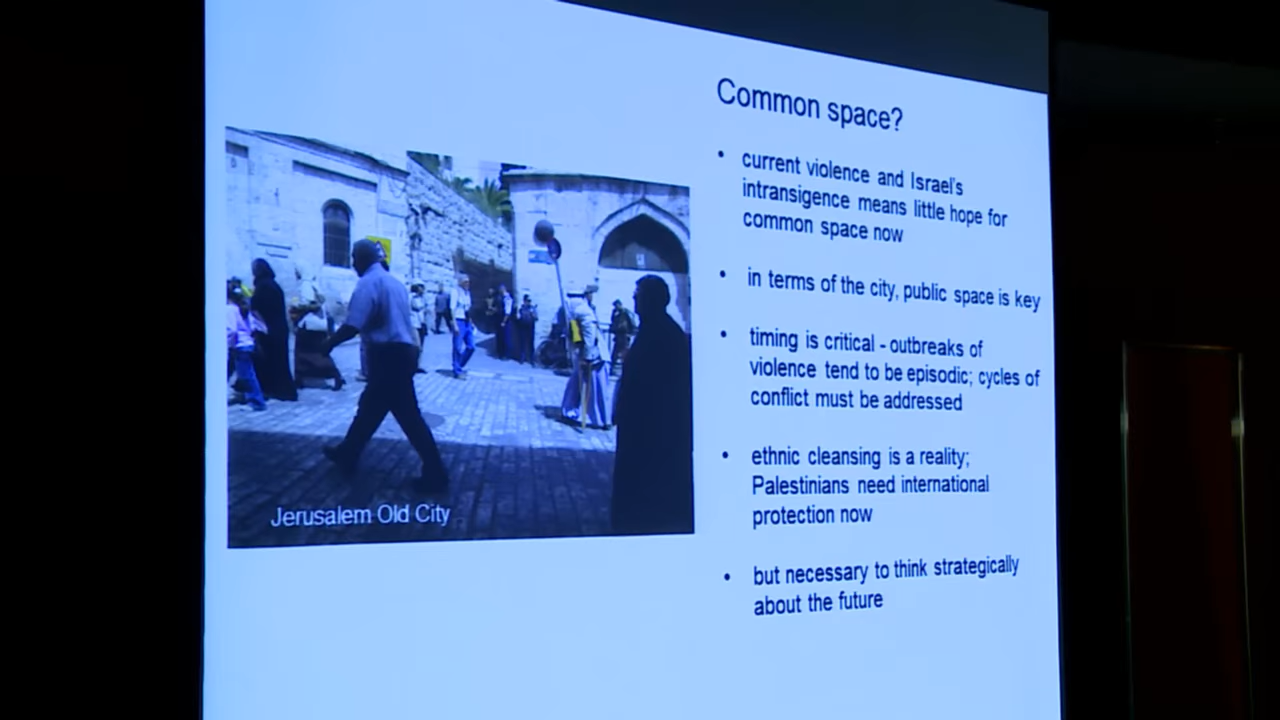 Common space?
• current violence and Israel's
intransigence means little hope for
common space now
• in terms of the city, public space is key
• timing is critical - outbreaks of
violence tend to be episodic; cycles of
conflict must be addressed
• ethnic cleansing is a reality;
Palestinians need international
protection now
• but necessary to think strategically
about the future
Jerusalem Old City